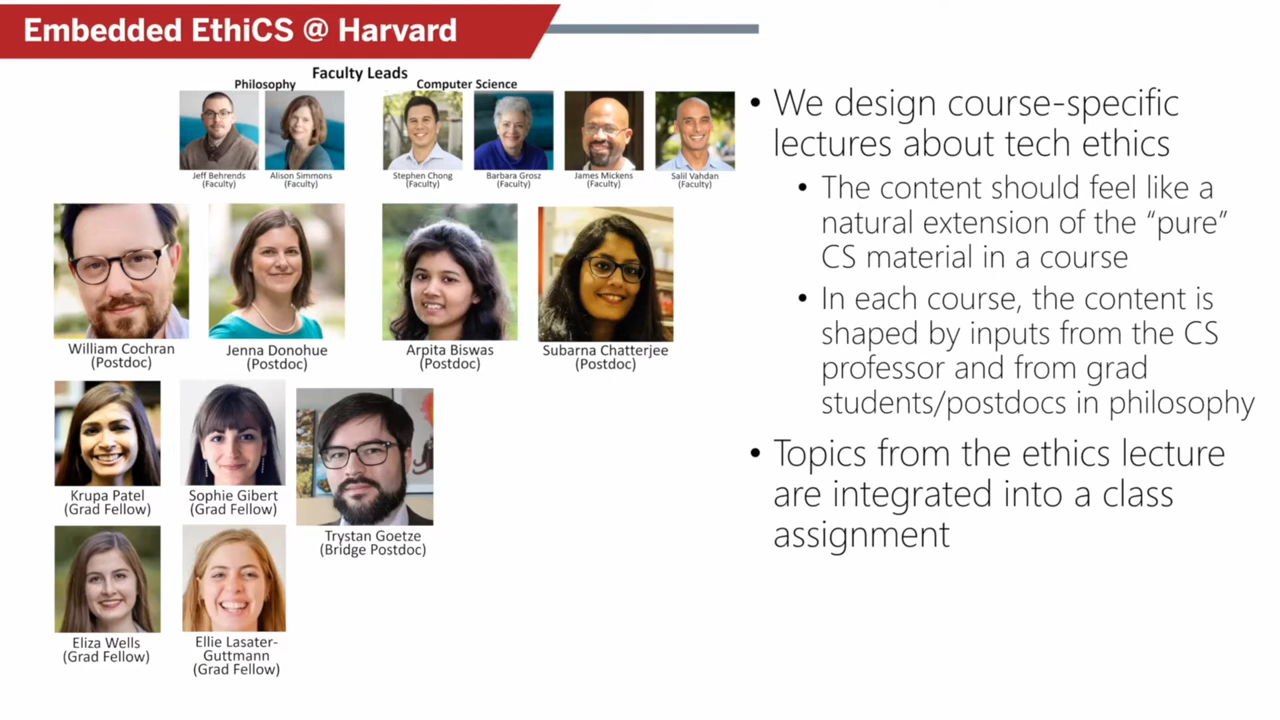 Embedded EthiCS @ Harvard
Faculty Leads
Philosophy
Computer Science
Jeff Behrends
(Faculty)
Alison Simmons
(Faculty)
Stephen Chong
(Faculty)
Barbara Grosz
(Faculty)
James Mickens
(Faculty)
Salil Vahdan
(Faculty)
William Cochran
(Postdoc)
Jenna Donohue
(Postdoc)
Arpita Biswas
(Postdoc)
Subarna Chatterjee
(Postdoc)
Krupa Patel
(Grad Fellow)
Sophie Gibert
(Grad Fellow)
Trystan Goetze
(Bridge Postdoc)
Eliza Wells
(Grad Fellow)
Ellie Lasater-
Guttmann
(Grad Fellow)
• We design course-specific
lectures about tech ethics
• The content should feel like a
natural extension of the “pure”
CS material in a course
• In each course, the content is
shaped by inputs from the CS
professor and from grad
students/postdocs in philosophy
• Topics from the ethics lecture
are integrated into a class
assignment